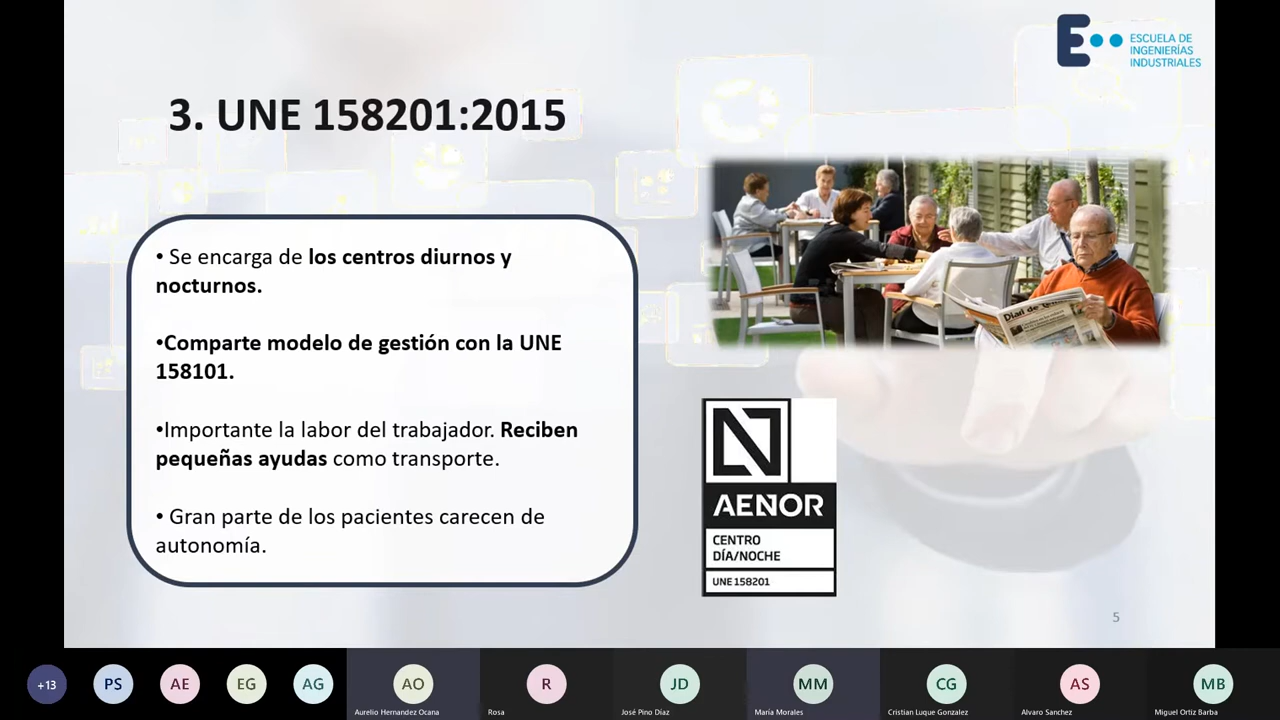 ESCUELA DE
INGENIERÍAS
INDUSTRIALES
3. UNE 158201:2015
• Se encarga de los centros diurnos y
nocturnos.
•Comparte modelo de gestión con la UNE
158101.
•Importante la labor del trabajador. Reciben
pequeñas ayudas como transporte.
• Gran parte de los pacientes carecen de
autonomía.
AENOR
CENTRO
DÍA/NOCHE
UNE 158201
5
+13
PS
AE
EG
AG
AO
R
JD
MM
CG
AS
MB
Aurelio Hernandez Ocana
Rosa
José Pino Díaz
María Morales
Cristian Luque Gonzalez
Alvaro Sanchez
Miguel Ortiz Barba